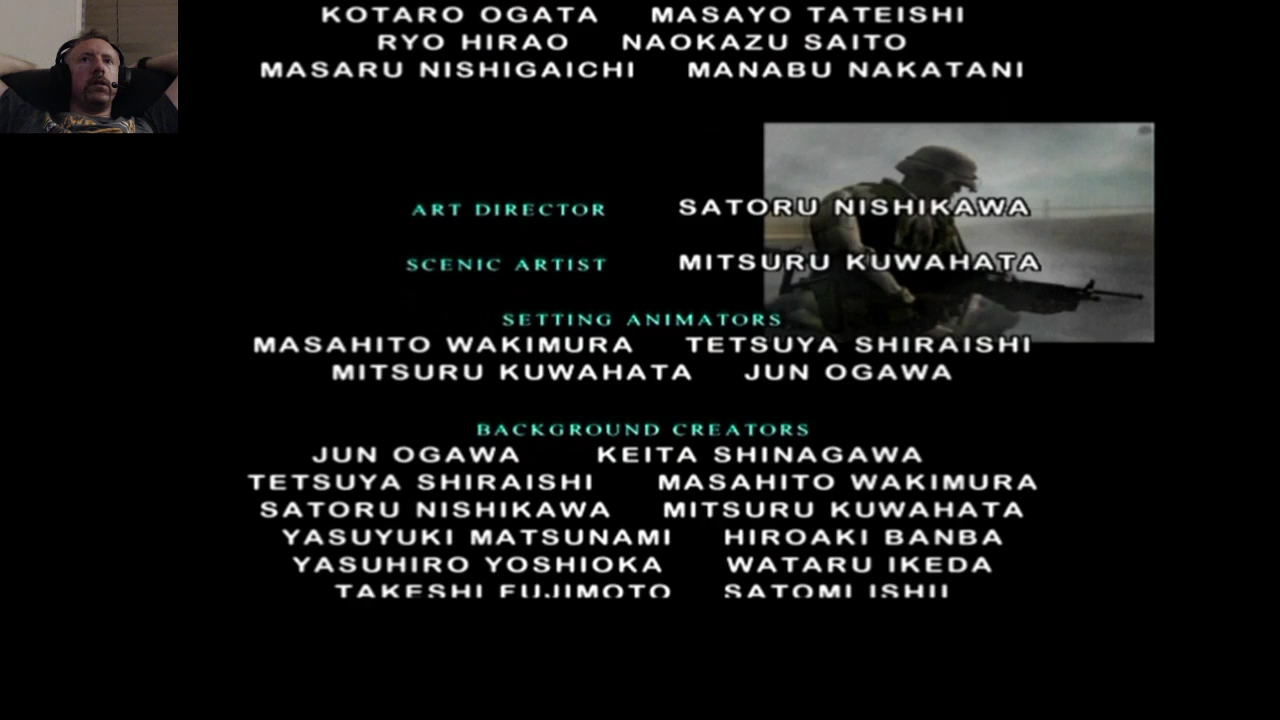 KOTARO OGATA MASAYO TATEISHI
RYO HIRAO NAOKAZU SAITO
MASARU NISHIGAICHI MANABU NAKATANI
ART DIRECTOR SATORU NISHIKAWA
SCENIC ARTIST MITSURU KUWAHATA
SETTING ANIMATORS
MASAHITO WAKIMURA TETSUYA SHIRAISHI
MITSURU KUWAHATA JUN OGAWA
BACKGROUND CREATORS
JUN OGAWA KEITA SHINAGAWA
TETSUYA SHIRAISHI MASAHITO WAKIMURA
SATORU NISHIKAWA MITSURU KUWAHATA
YASUYUKI MATSUNAMI HIROAKI BANBA
YASUHIRO YOSHIOKA WATARU IKEDA
TAKESHI FUJIMOTO SATOMI ISHII